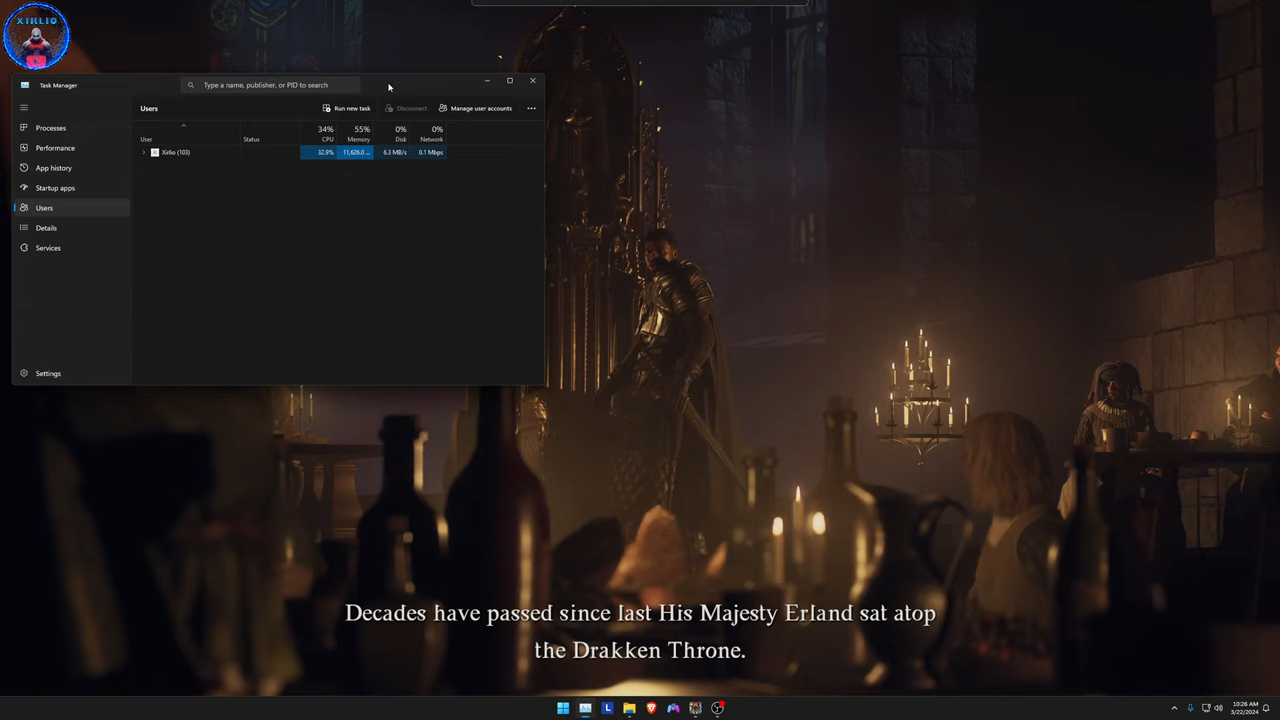 XIRLIO
Task Manager
Type a name, publisher, or PID to search
Users
Run new task
Disconnect
Manage user accounts
Processes
Performance
App history
Startup apps
Users
Details
Services
Settings
34% 55% 0% 0%
User Status CPU Memory Disk Network
Xirlio (103) 32.9% 11,626.0 ... 6.3 MB/s 0.1 Mbps
Decades have passed since last His Majesty Erland sat atop
the Drakken Throne.
L
10:26 AM
3/22/2024